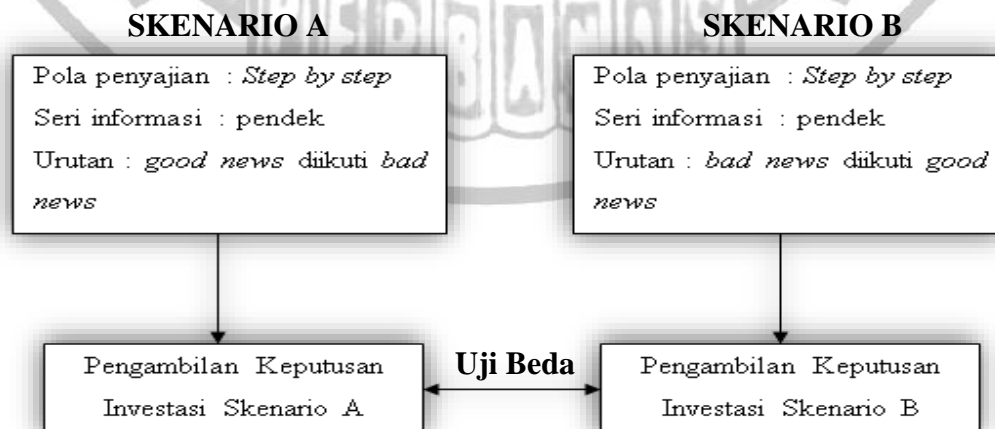 SKENARIO A
Pola penyajian : Step by step
Seri informasi : pendek
Urutan : good news diikuti bad
news
SKENARIO B
Pola penyajian : Step by step
Seri informasi : pendek
Urutan : bad news diikuti good
news
Pengambilan Keputusan
Investasi Skenario A
Uji Beda
Pengambilan Keputusan
Investasi Skenario B